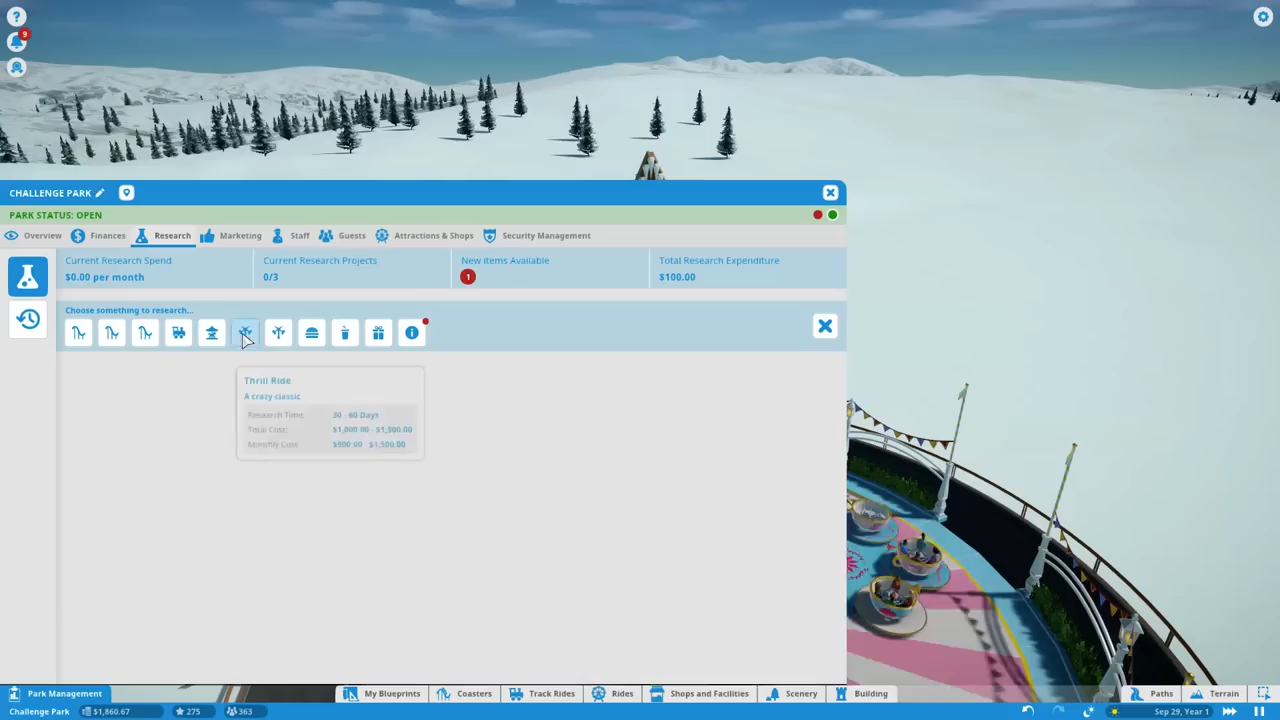 ?
9
CHALLENGE PARK
PARK STATUS: OPEN
Overview Finances Research Marketing Staff Guests Attractions & Shops Security Management
Current Research Spend Current Research Projects New Items Available Total Research Expenditure
$0.00 per month 0/3 1 $100.00
Choose something to research...
Thrill Ride
A crazy classic
Research Time: 30 - 60 Days
Total Cost: $1,000.00 - $1,500.00
Monthly Cost $500.00 $1,500.00
Park Management My Blueprints Coasters Track Rides Rides Shops and Facilities Scenery Building Paths Terrain
Challenge Park $1,860.67 275 363 Sep 29, Year 1